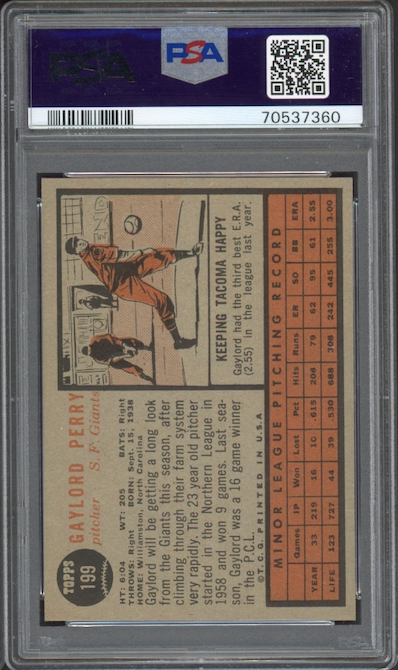 PSA
PSA
70537360
TOPPS
199
GAYLORD PERRY
pitcher S. F. Giants
HT: 6:04 WT: 205 BATS: Right
THROWS: Right BORN: Sept. 15, 1938
HOME: Williamston, North Carolina
Gaylord will be getting a long look
from the Giants this season, after
climbing through their farm system
very rapidly. The 23 year old pitcher
started in the Northern League in
1958 and won 9 games. Last sea-
son, Gaylord was a 16 game winner
in the P.C.L.
© T. C. G. PRINTED IN U.S.A.
KEEPING TACOMA HAPPY
Gaylord had the third best E.R.A.
(2.55) in the league last year.
MINOR LEAGUE PITCHING RECORD
Games IP Won Lost Pct Hits Runs ER SO BB ERA
YEAR 33 219 16 10 .615 208 79 62 95 61 2.55
LIFE 123 727 44 39 .530 688 308 242 445 255 3.00